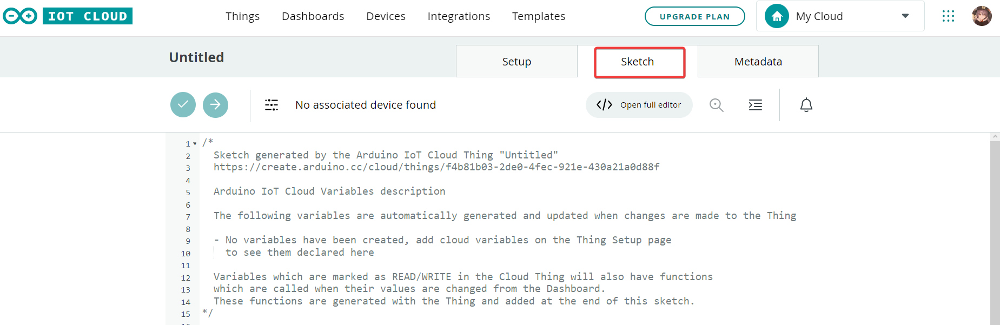 IOT CLOUD
Things
Dashboards
Devices
Integrations
Templates
UPGRADE PLAN
My Cloud
Untitled
Setup
Sketch
Metadata
No associated device found
</> Open full editor
1 /*
2 Sketch generated by the Arduino IoT Cloud Thing "Untitled"
3 https://create.arduino.cc/cloud/things/f4b81b03-2de0-4fec-921e-430a21a0d88f
4
5 Arduino IoT Cloud Variables description
6
7 The following variables are automatically generated and updated when changes are made to the Thing
8
9 - No variables have been created, add cloud variables on the Thing Setup page
10 to see them declared here
11
12 Variables which are marked as READ/WRITE in the Cloud Thing will also have functions
13 which are called when their values are changed from the Dashboard.
14 These functions are generated with the Thing and added at the end of this sketch.
15 */